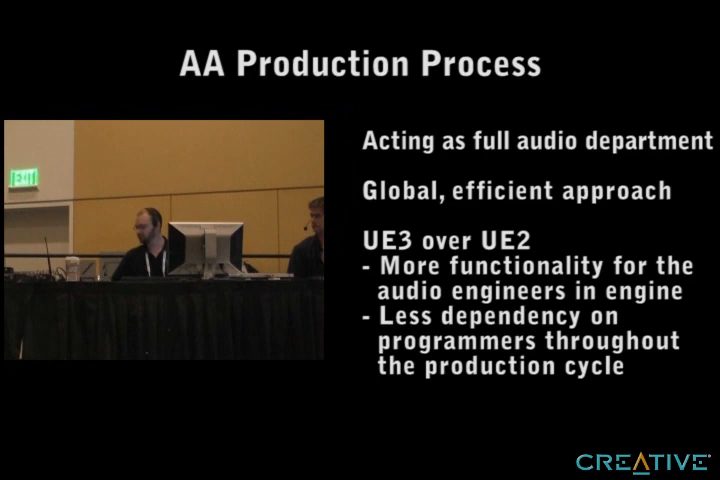 AA Production Process
EXIT
Acting as full audio department
Global, efficient approach
UE3 over UE2
- More functionality for the
audio engineers in engine
- Less dependency on
programmers throughout
the production cycle
CREATIVE